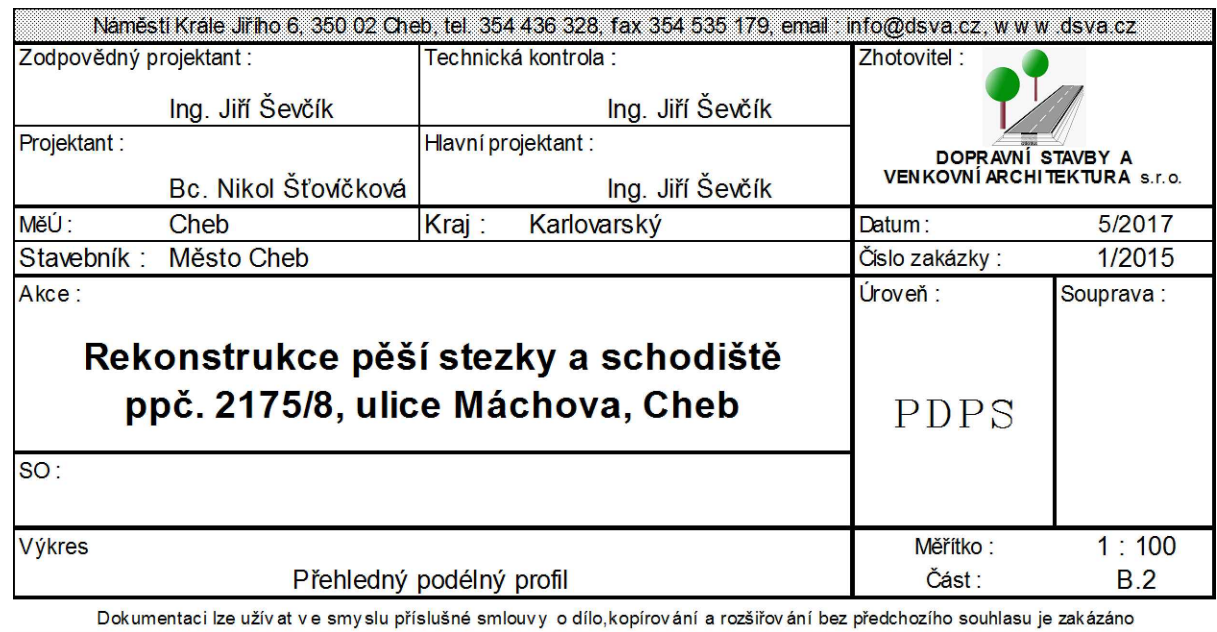 Náměstí Krále Jiřího 6, 350 02 Cheb, tel. 354 436 328, fax 354 535 179, email : info@dsva.cz, www.dsva.cz
Zodpovědný projektant :
Ing. Jiří Ševčík
Technická kontrola :
Ing. Jiří Ševčík
Zhotovitel :
DOPRAVNÍ STAVBY A
VENKOVNÍ ARCHITEKTURA s.r.o.
Projektant :
Bc. Nikol Šťovíčková
Hlavní projektant :
Ing. Jiří Ševčík
MěÚ : Cheb
Kraj : Karlovarský
Datum : 5/2017
Stavebník : Město Cheb
Číslo zakázky : 1/2015
Akce :
Rekonstrukce pěší stezky a schodiště
ppč. 2175/8, ulice Máchova, Cheb
Úroveň :
PDPS
Souprava :
SO :
Výkres
Přehledný podélný profil
Měřítko : 1 : 100
Část : B.2
Dokumentaci lze užívat ve smyslu příslušné smlouvy o dílo,kopírování a rozšiřování bez předchozího souhlasu je zakázáno